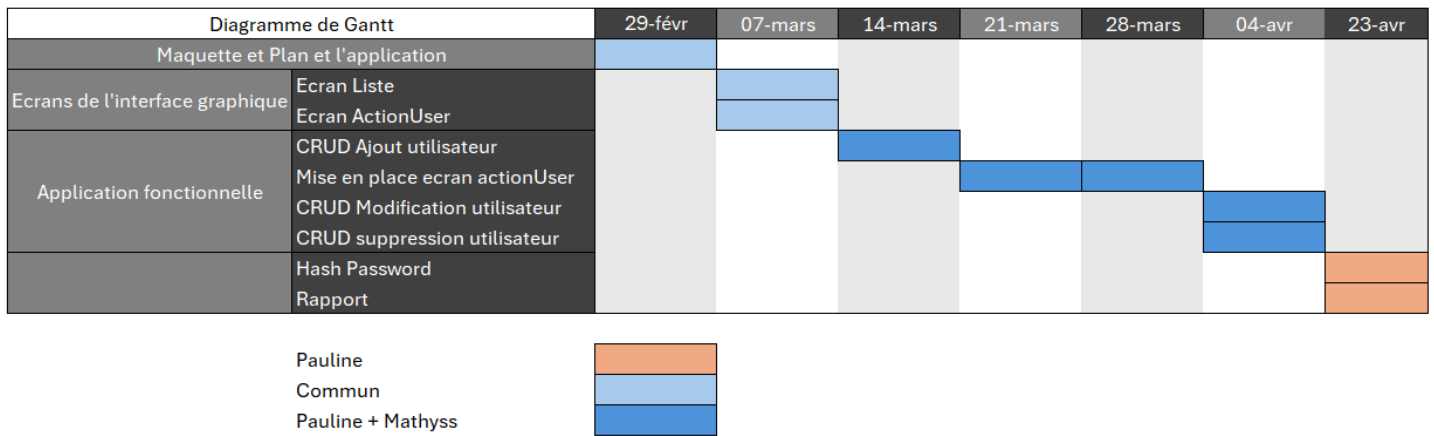 Diagramme de Gantt 29-févr 07-mars 14-mars 21-mars 28-mars 04-avr 23-avr
Maquette et Plan et l'application
Ecrans de l'interface graphique
Ecran Liste
Ecran ActionUser
Application fonctionnelle
CRUD Ajout utilisateur
Mise en place ecran actionUser
CRUD Modification utilisateur
CRUD suppression utilisateur
Hash Password
Rapport
Pauline
Commun
Pauline + Mathyss